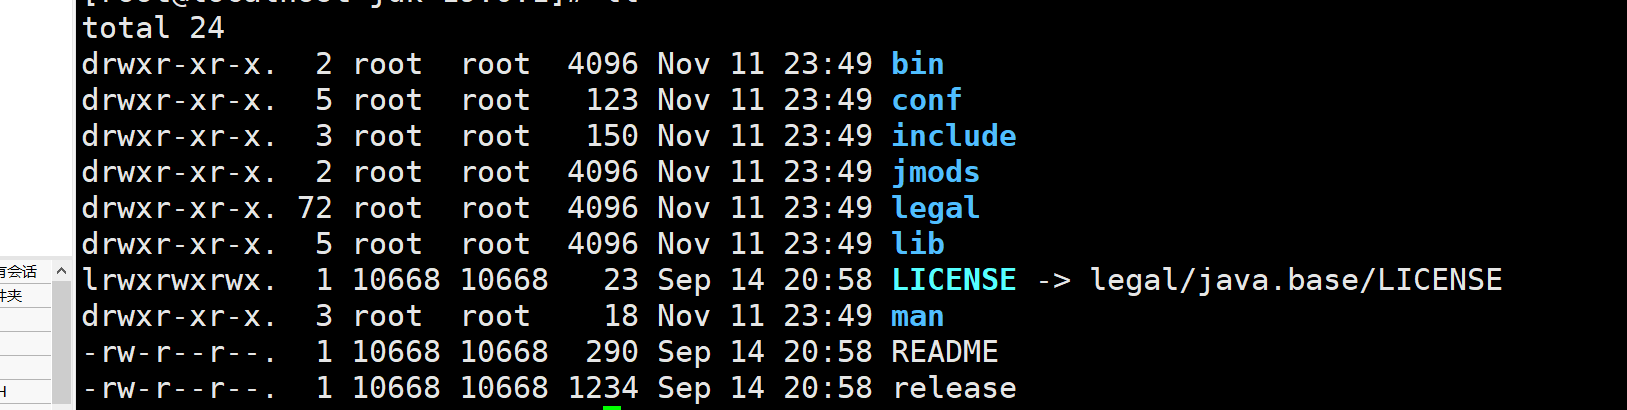 total 24
drwxr-xr-x.  2 root  root  4096 Nov 11 23:49 bin
drwxr-xr-x.  5 root  root   123 Nov 11 23:49 conf
drwxr-xr-x.  3 root  root   150 Nov 11 23:49 include
drwxr-xr-x.  2 root  root  4096 Nov 11 23:49 jmods
drwxr-xr-x. 72 root  root  4096 Nov 11 23:49 legal
drwxr-xr-x.  5 root  root  4096 Nov 11 23:49 lib
有会话
lrwxrwxrwx.  1 10668 10668   23 Sep 14 20:58 LICENSE -> legal/java.base/LICENSE
件夹
drwxr-xr-x.  3 root  root    18 Nov 11 23:49 man
-rw-r--r--.  1 10668 10668  290 Sep 14 20:58 README
-rw-r--r--.  1 10668 10668 1234 Sep 14 20:58 release